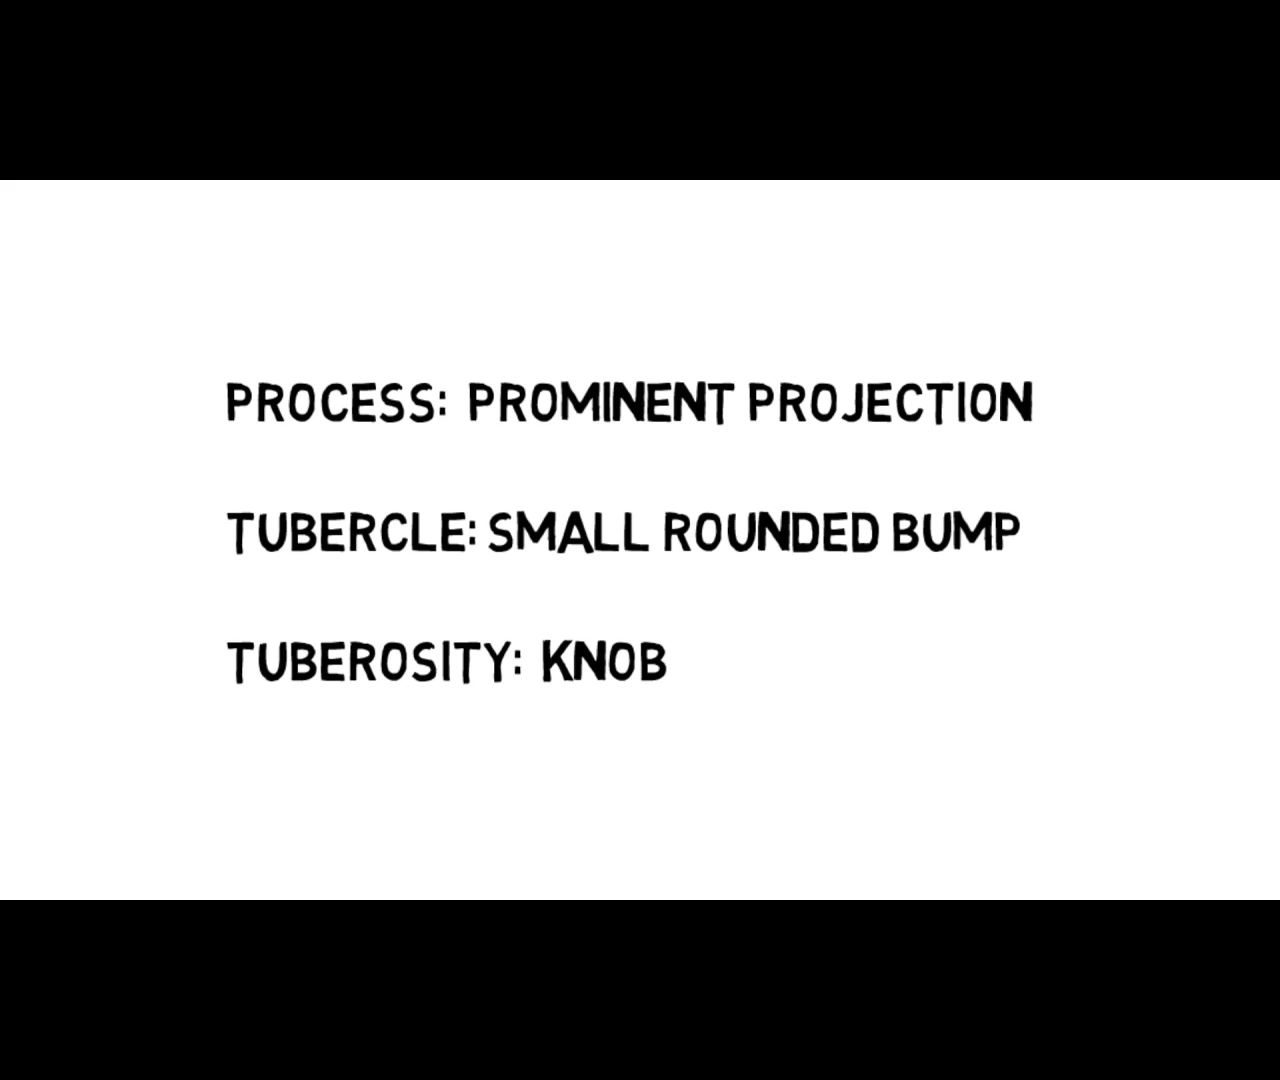 PROCESS: PROMINENT PROJECTION
TUBERCLE: SMALL ROUNDED BUMP
TUBEROSITY: KNOB